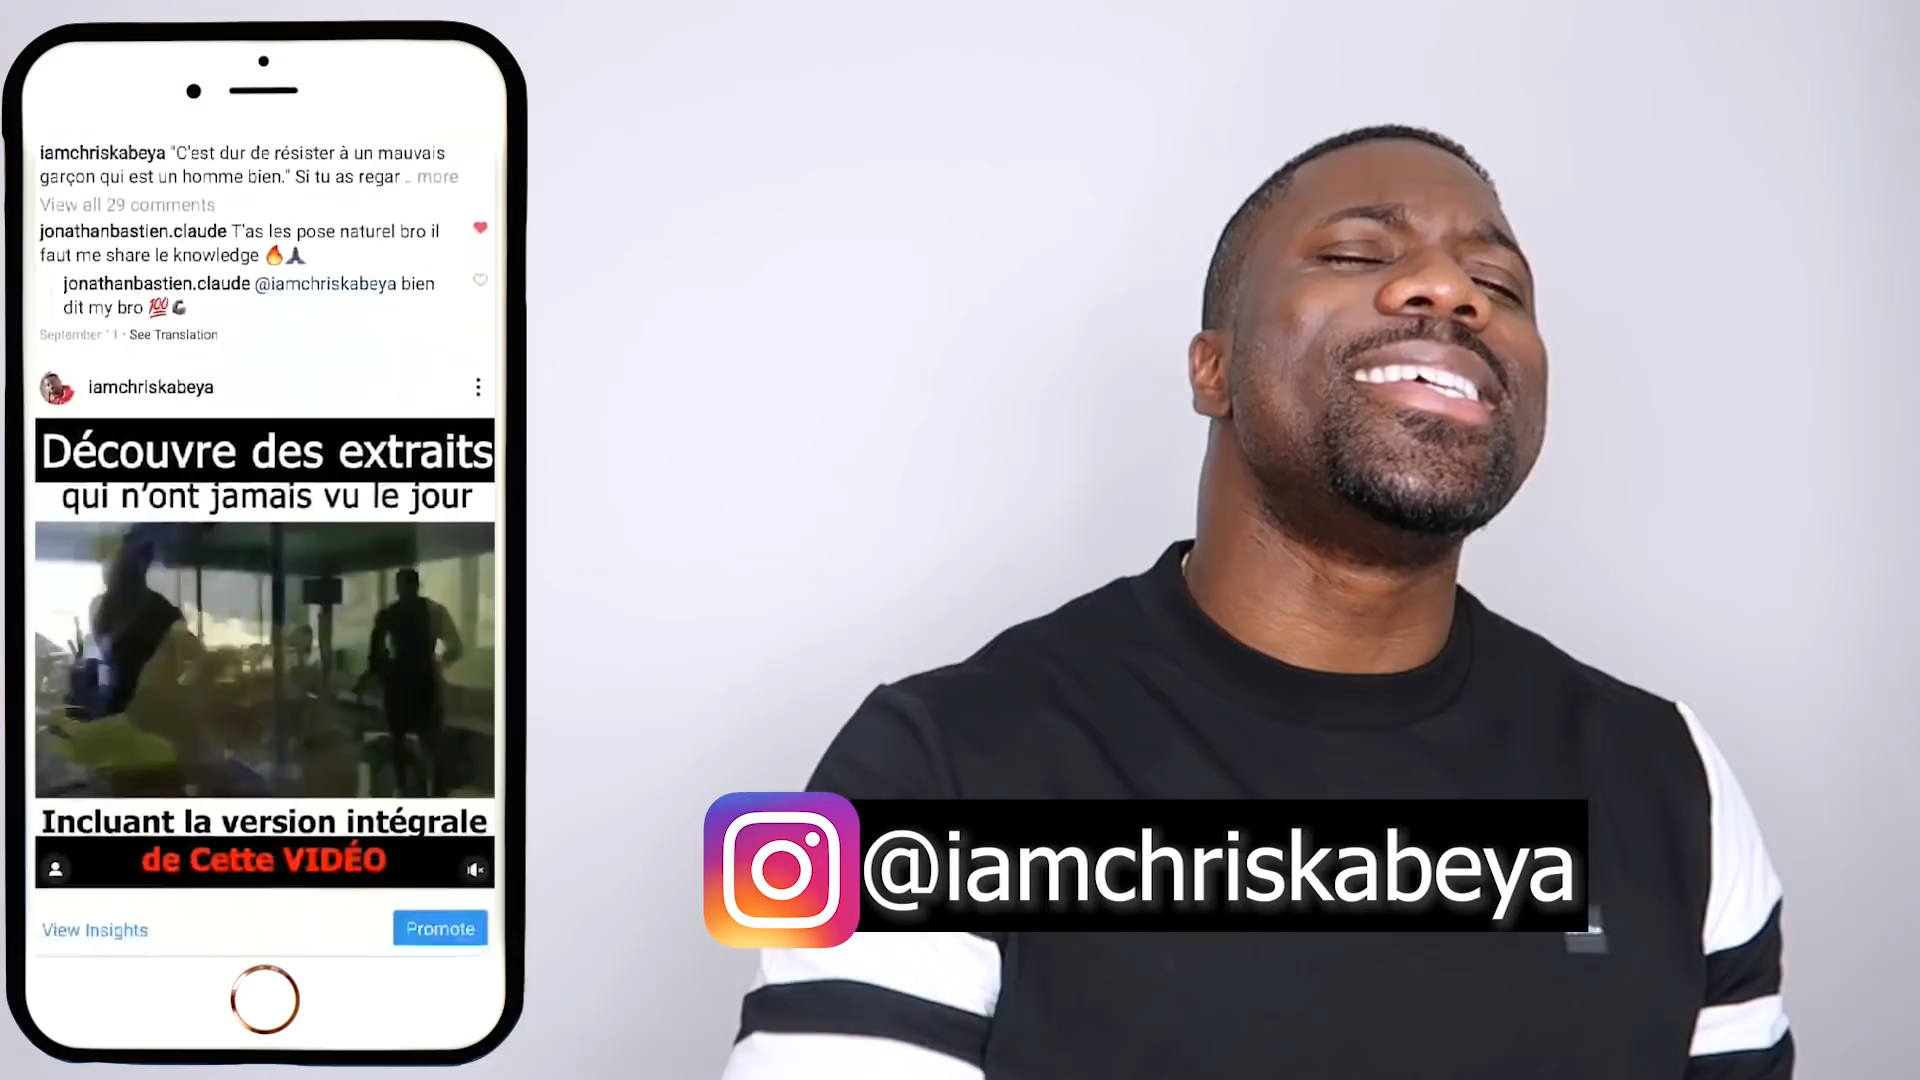 iamchriskabeya "C'est dur de résister à un mauvais
garçon qui est un homme bien." Si tu as regar .. more
View all 29 comments
jonathanbastien.claude T'as les pose naturel bro il
faut me share le knowledge 🔥🙏🏿
jonathanbastien.claude @iamchriskabeya bien
dit my bro 💯💪🏿
September 11 • See Translation
iamchriskabeya
Découvre des extraits
qui n'ont jamais vu le jour
Incluant la version intégrale
de Cette VIDÉO
View Insights
Promote
@iamchriskabeya